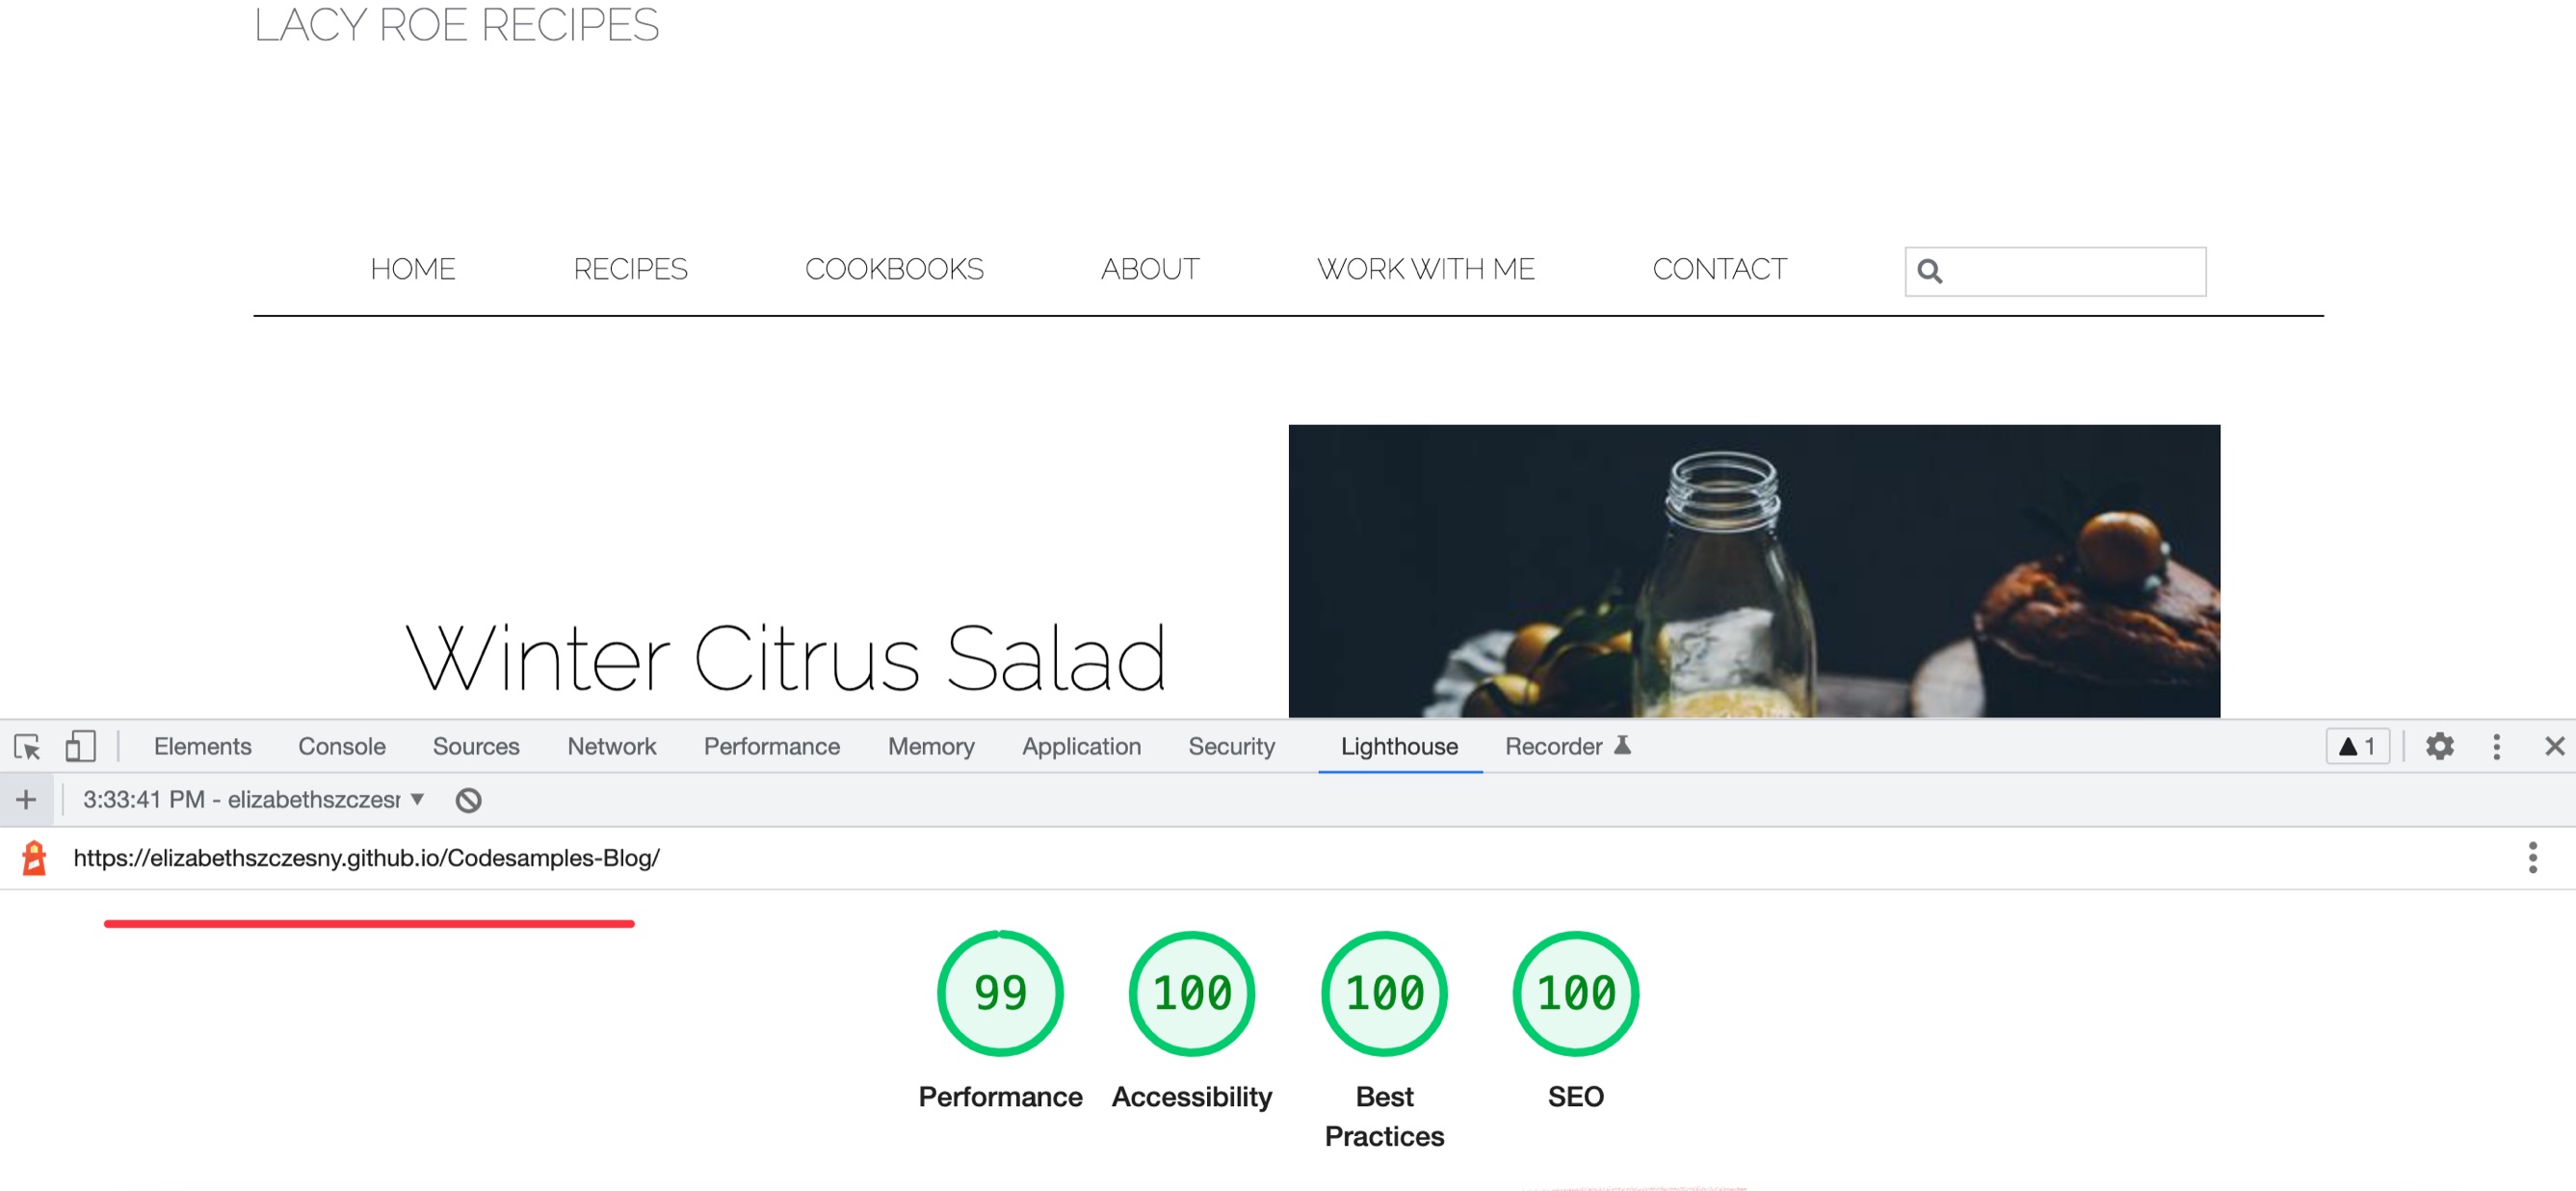 LACY ROE RECIPES
HOME RECIPES COOKBOOKS ABOUT WORK WITH ME CONTACT
Winter Citrus Salad
Elements Console Sources Network Performance Memory Application Security Lighthouse Recorder 1
3:33:41 PM - elizabethszczesr
https://elizabethszczesny.github.io/Codesamples-Blog/
99 100 100 100
Performance Accessibility Best Practices SEO